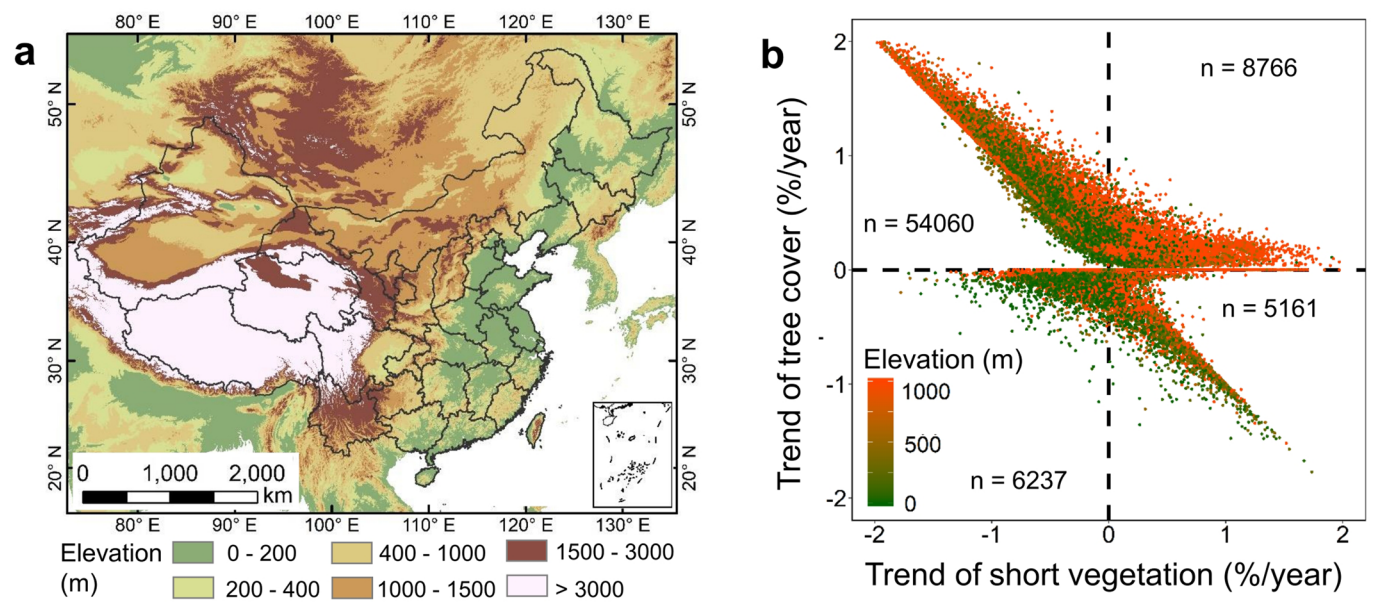 a
80° E 90° E 100° E 110° E 120° E 130° E
50° N 50° N
40° N 40° N
30° N 30° N
20° N 20° N
0 1,000 2,000
km
80° E 90° E 100° E 110° E 120° E 130° E
Elevation
(m)
0 - 200
400 - 1000
1500 - 3000
200 - 400
1000 - 1500
> 3000
b
Trend of tree cover (%/year)
2
1
0
-1
-2
n = 8766
n = 54060
n = 5161
n = 6237
Elevation (m)
1000
500
0
-2 -1 0 1 2
Trend of short vegetation (%/year)